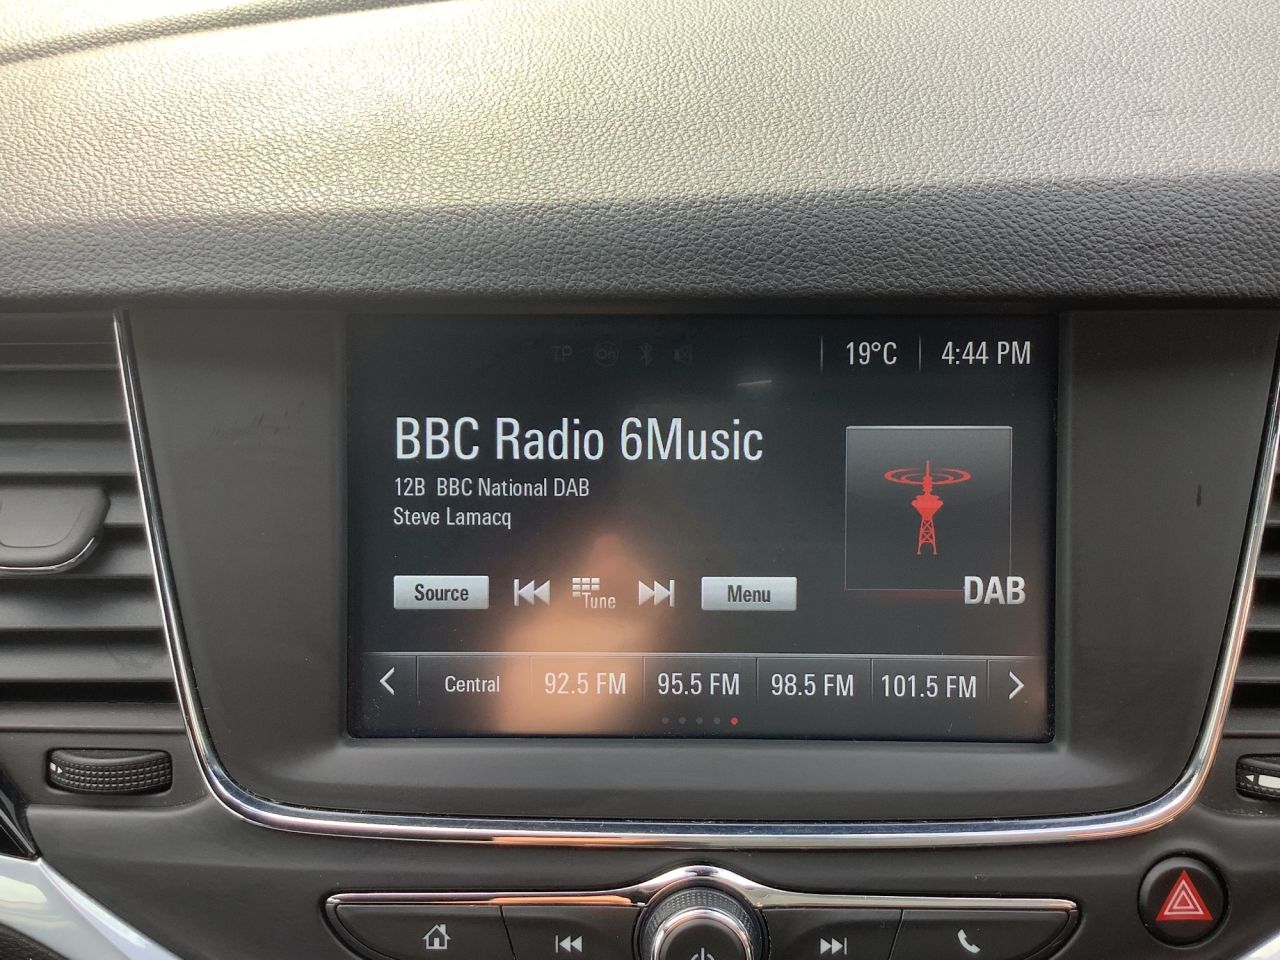 TP
19°C 4:44 PM
BBC Radio 6Music
12B BBC National DAB
Steve Lamacq
DAB
Source Tune Menu
Central 92.5 FM 95.5 FM 98.5 FM 101.5 FM